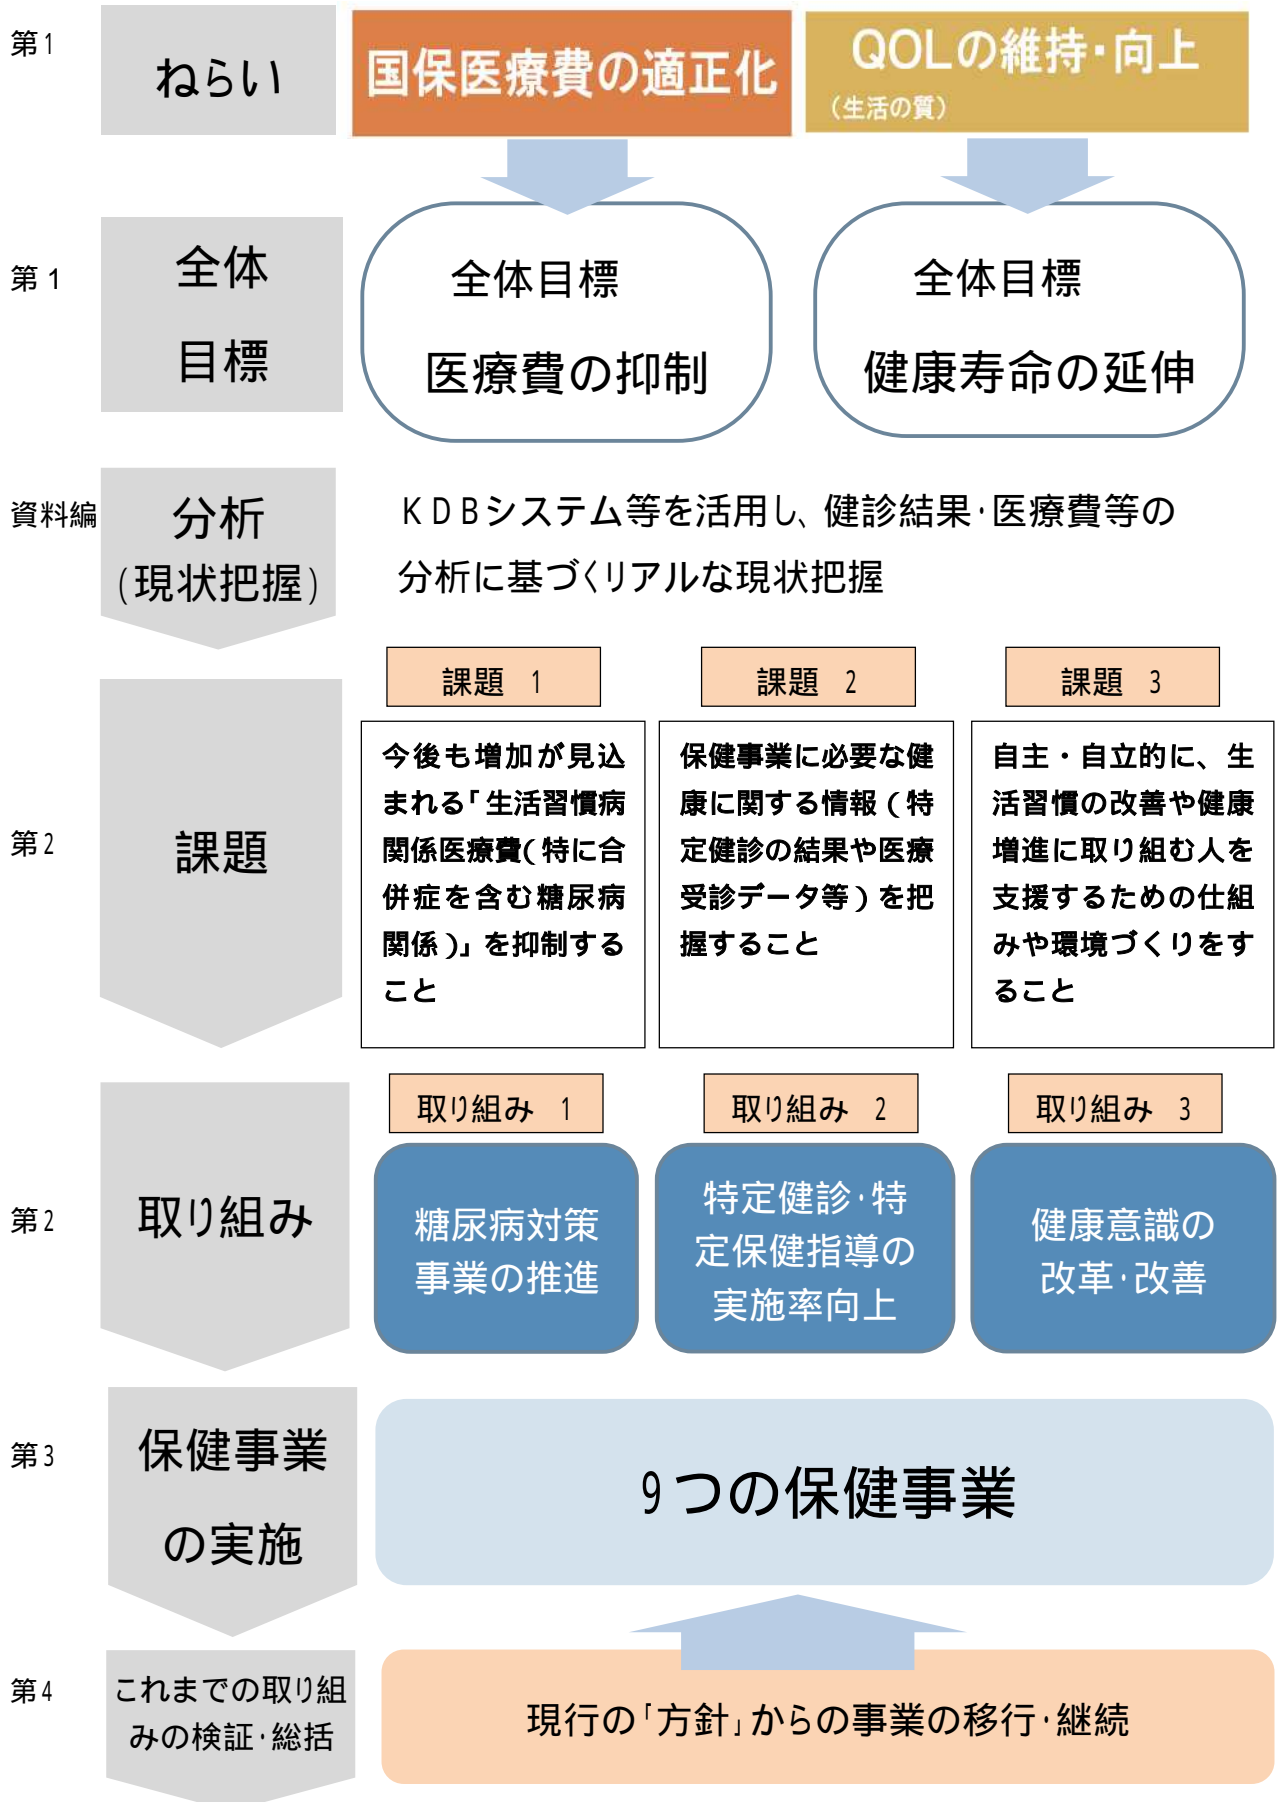 第1
ねらい
国保医療費の適正化
QOLの維持・向上
(生活の質)
第1
全体
目標
全体目標
医療費の抑制
全体目標
健康寿命の延伸
資料編
分析
(現状把握)
KDBシステム等を活用し、健診結果・医療費等の
分析に基づくリアルな現状把握
第2
課題
課題 1
今後も増加が見込
まれる「生活習慣病
関係医療費(特に合
併症を含む糖尿病
関係)」を抑制する
こと
課題 2
保健事業に必要な健
康に関する情報(特
定健診の結果や医療
受診データ等)を把
握すること
課題 3
自主・自立的に、生
活習慣の改善や健康
増進に取り組む人を
支援するための仕組
みや環境づくりをす
ること
第2
取り組み
取り組み 1
糖尿病対策
事業の推進
取り組み 2
特定健診・特
定保健指導の
実施率向上
取り組み 3
健康意識の
改革・改善
第3
保健事業
の実施
9つの保健事業
第4
これまでの取り組
みの検証・総括
現行の「方針」からの事業の移行・継続